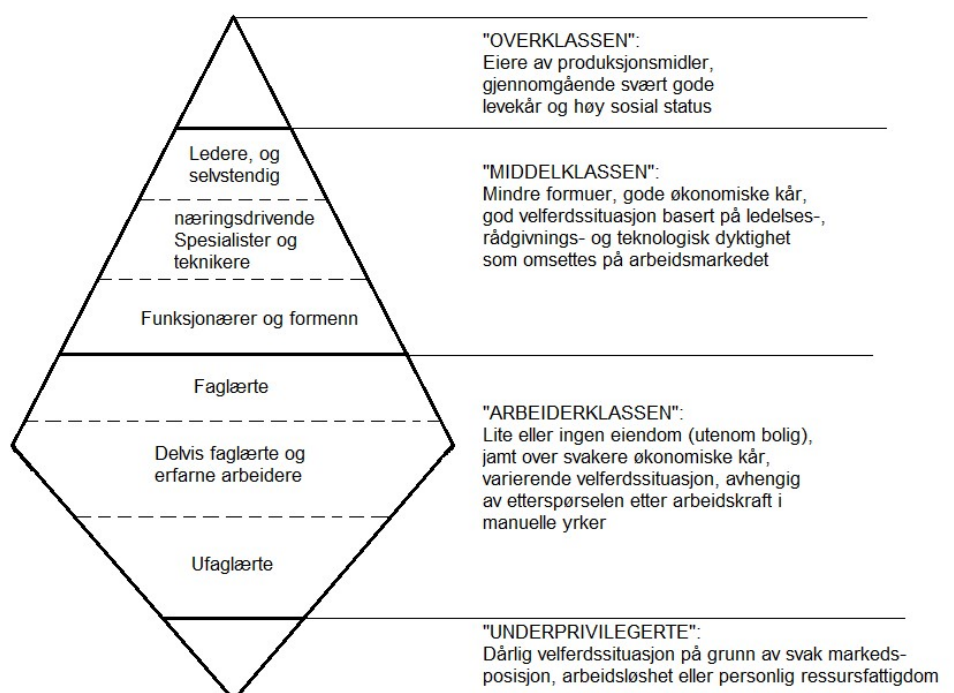 "OVERKLASSEN":
Eiere av produksjonsmidler,
gjennomgående svært gode
levekår og høy sosial status
Ledere, og
selvstendig
næringsdrivende
Spesialister og
teknikere
Funksjonærer og formenn
"MIDDELKLASSEN":
Mindre formuer, gode økonomiske kår,
god velferdssituasjon basert på ledelses-,
rådgivnings- og teknologisk dyktighet
som omsettes på arbeidsmarkedet
Faglærte
Delvis faglærte og
erfarne arbeidere
Ufaglærte
"ARBEIDERKLASSEN":
Lite eller ingen eiendom (utenom bolig),
jamt over svakere økonomiske kår,
varierende velferdssituasjon, avhengig
av etterspørselen etter arbeidskraft i
manuelle yrker
"UNDERPRIVILEGERTE":
Dårlig velferdssituasjon på grunn av svak markeds-
posisjon, arbeidsløshet eller personlig ressursfattigdom